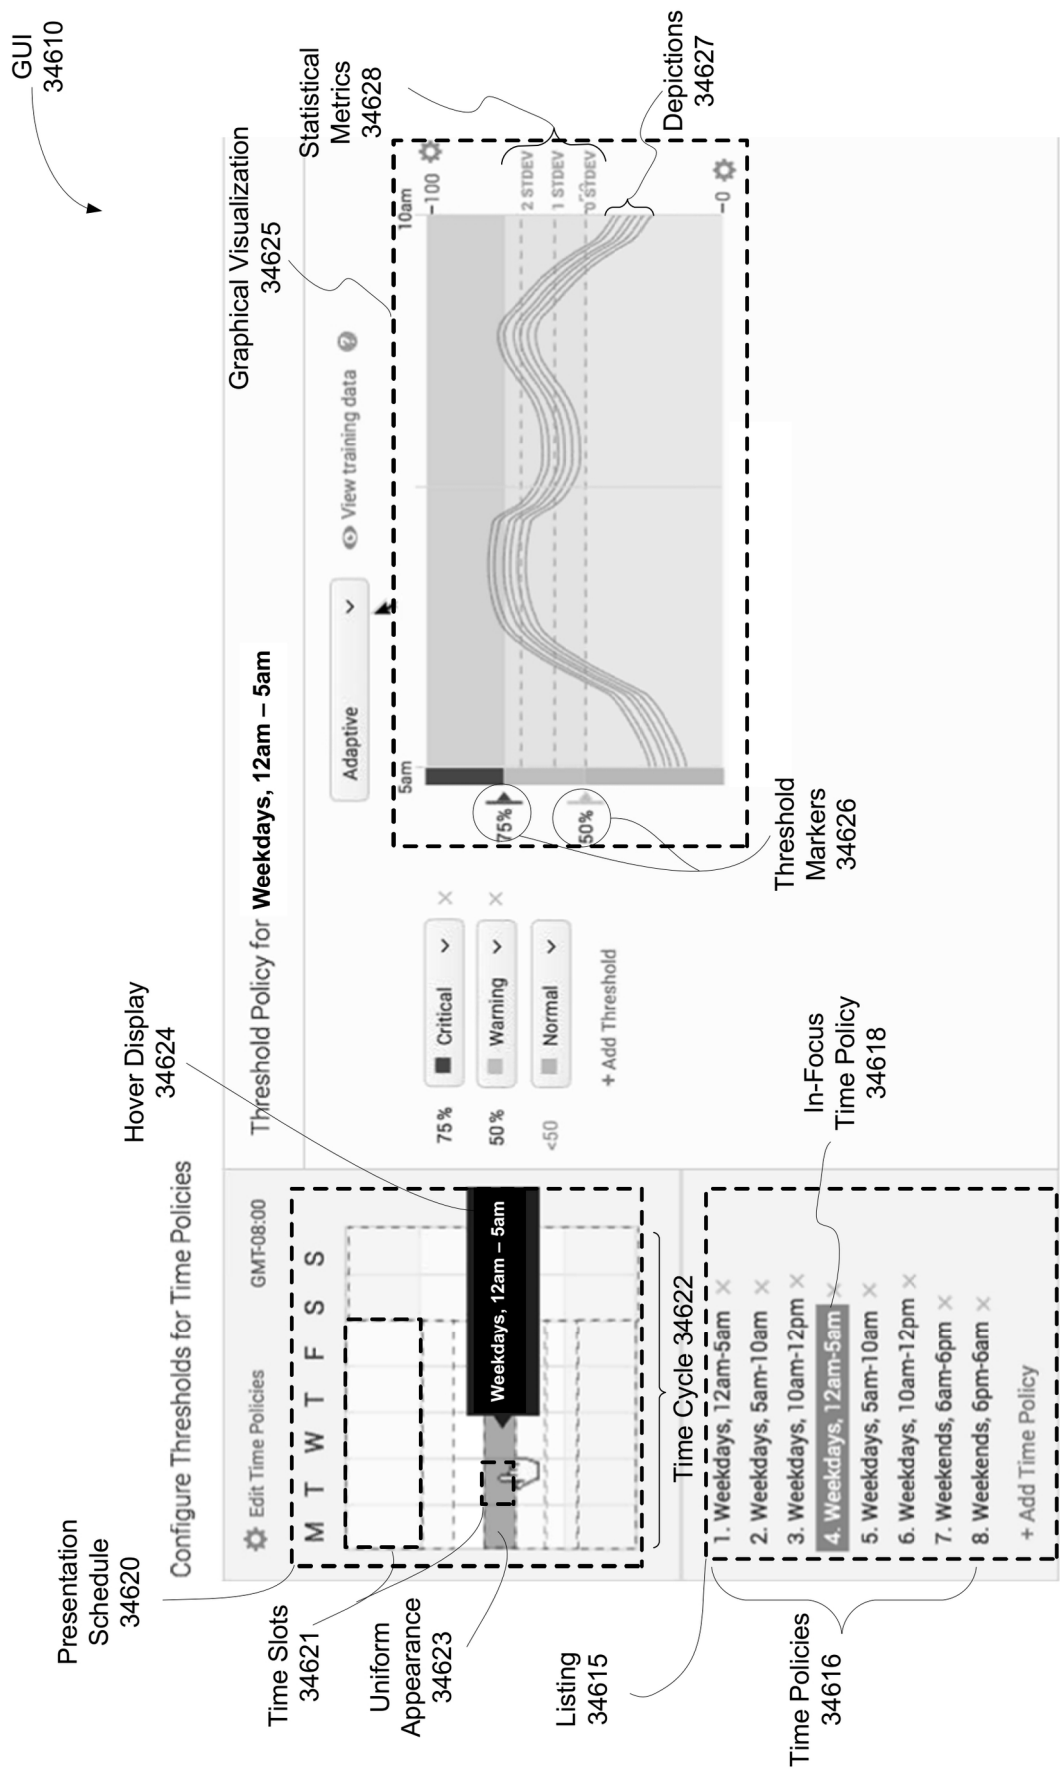 GUI
34610
Configure Thresholds for Time Policies
Presentation
Schedule
34620
Edit Time Policies
GMT-08:00
M T W T F S S
Time Slots
34621
Uniform
Appearance
34623
Weekdays, 12am – 5am
Hover Display
34624
Time Cycle 34622
Listing
34615
1. Weekdays, 12am-5am ×
2. Weekdays, 5am-10am ×
3. Weekdays, 10am-12pm ×
4. Weekdays, 12am-5am ×
5. Weekdays, 5am-10am ×
6. Weekdays, 10am-12pm ×
7. Weekends, 6am-6pm ×
8. Weekends, 6pm-6am ×
+ Add Time Policy
Time Policies
34616
In-Focus
Time Policy
34618
Threshold Policy for Weekdays, 12am – 5am
75% Critical ×
50% Warning ×
<50 Normal
+ Add Threshold
Adaptive
View training data ?
Graphical Visualization
34625
Statistical
Metrics
34628
5am
10am
100
2 STDEV
1 STDEV
0 STDEV
0
75%
50%
Depictions
34627
Threshold
Markers
34626